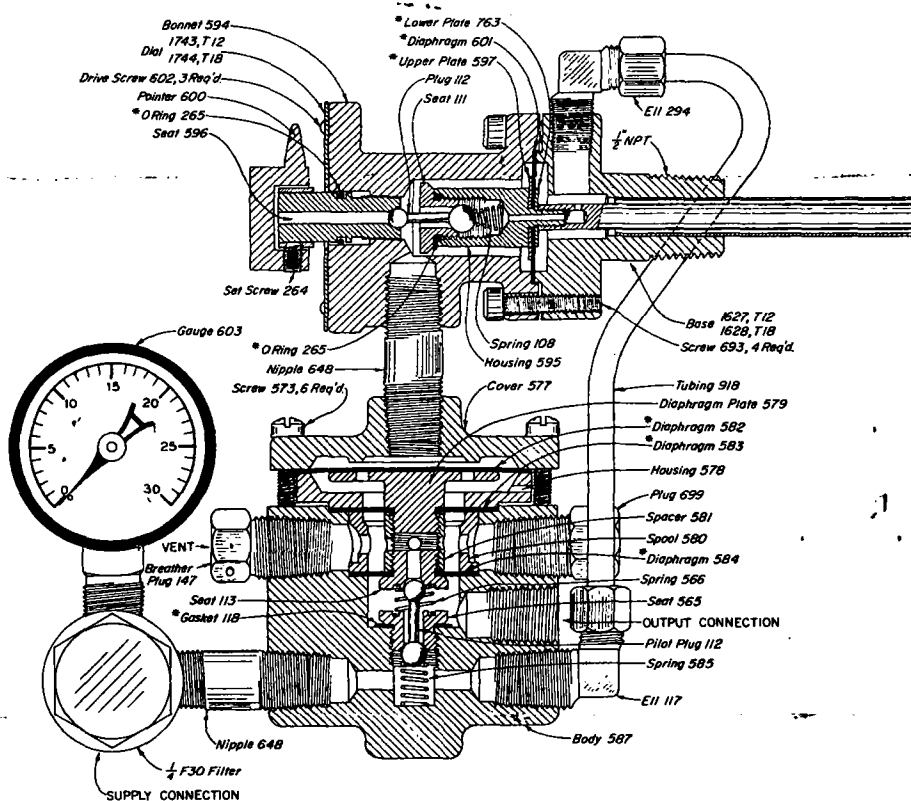 Bonnet 594
1743, T12
Dial
1744, T18
Drive Screw 602, 3 Req'd.
Pointer 600
*O Ring 265
Seat 596
*Lower Plate 763
*Diaphragm 601
*Upper Plate 597
Plug 112
Seat 111
Ell 294
1/2" NPT
Set Screw 264
Gauge 603
*O Ring 265
Nipple 648
Screw 573, 6 Req'd.
Spring 108
Housing 595
Cover 577
Base 1627, T12
1628, T18
Screw 693, 4 Req'd.
Tubing 918
Diaphragm Plate 579
*Diaphragm 582
*Diaphragm 583
Housing 578
Plug 699
Spacer 581
Spool 580
*Diaphragm 584
Spring 566
Seat 565
OUTPUT CONNECTION
Pilot Plug 112
Spring 585
Ell 117
Body 587
0
5
10
15
20
25
30
VENT
Breather
Plug 147
Seat 113
*Gasket 118
Nipple 648
1/4 F30 Filter
SUPPLY CONNECTION